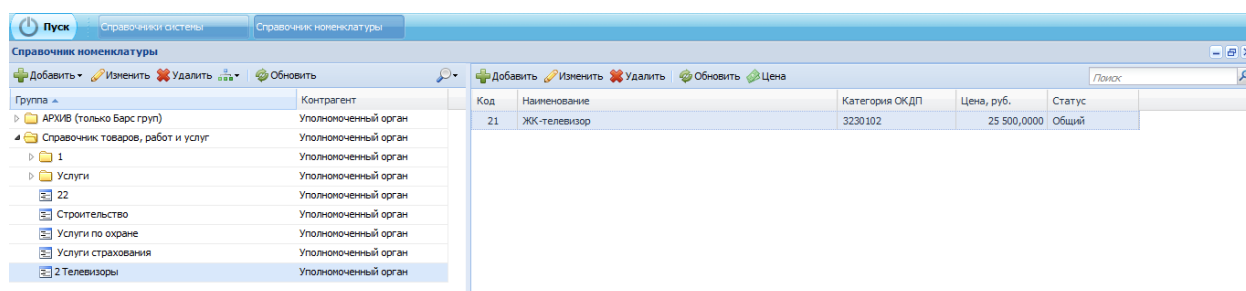 Пуск Справочники системы Справочник номенклатуры
Справочник номенклатуры
Добавить Изменить Удалить Обновить
Добавить Изменить Удалить Обновить Цена Поиск
Группа Контрагент
АРХИВ (только Барс груп) Уполномоченный орган
Справочник товаров, работ и услуг Уполномоченный орган
1 Уполномоченный орган
Услуги Уполномоченный орган
22 Уполномоченный орган
Строительство Уполномоченный орган
Услуги по охране Уполномоченный орган
Услуги страхования Уполномоченный орган
2 Телевизоры Уполномоченный орган
Код Наименование Категория ОКДП Цена, руб. Статус
21 ЖК-телевизор 3230102 25 500,0000 Общий